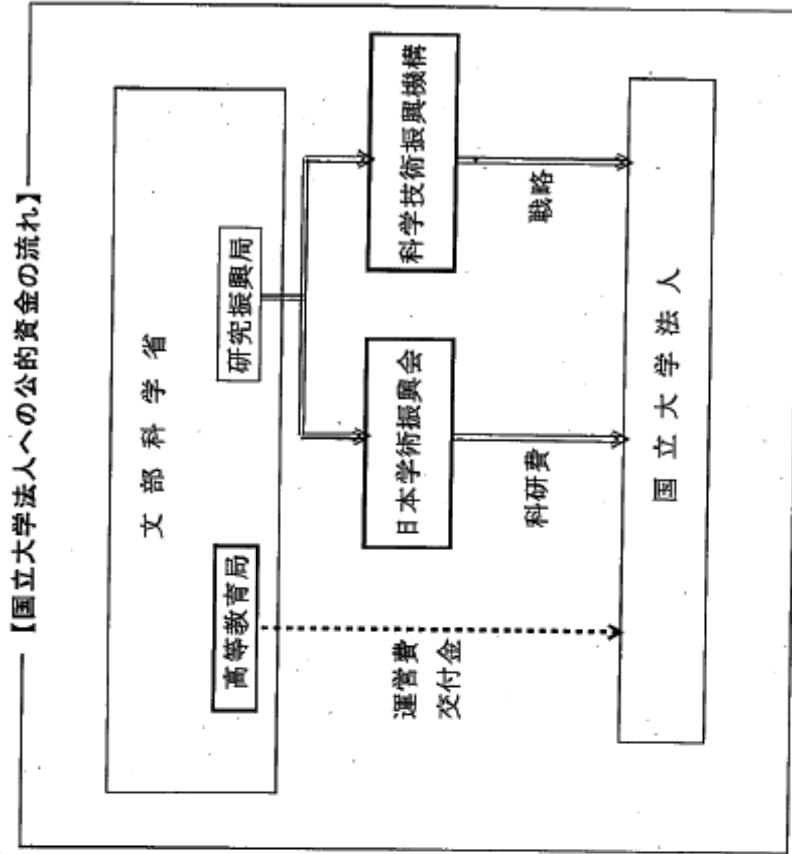 【国立大学法人への公的資金の流れ】
文部科学省
高等教育局
研究振興局
日本学術振興会
科学技術振興機構
運営費
交付金
科研費
戦略
国立大学法人